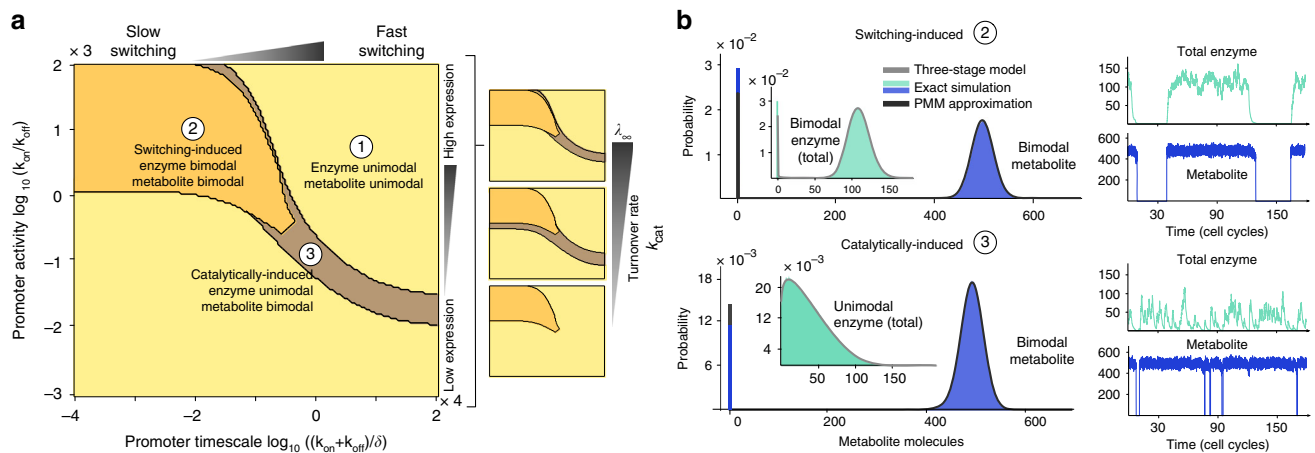 a
Slow switching
Fast switching
× 3
2
1
0
−1
−2
−3
Promoter activity log10 (kon/koff)
2
Switching-induced
enzyme bimodal
metabolite bimodal
1
Enzyme unimodal
metabolite unimodal
3
Catalytically-induced
enzyme unimodal
metabolite bimodal
−4
−2
0
2
× 4
Promoter timescale log10 ((kon+koff)/δ)
High expression
Low expression
λ∞
Turnover rate
kcat
b
Switching-induced 2
× 10−2
3
2
1
Probability
Three-stage model
Exact simulation
PMM approximation
× 10−2
3
2
1
Bimodal
enzyme
(total)
0 50 100 150
Bimodal
metabolite
0 200 400 600
Total enzyme
150
100
50
600
400
200
Metabolite
30 90 150
Time (cell cycles)
Catalytically-induced 3
× 10−3
18
12
6
Probability
× 10−3
20
12
4
Unimodal
enzyme (total)
50 100 150
Bimodal
metabolite
0 200 400 600
Metabolite molecules
Total enzyme
150
100
50
Metabolite
600
400
200
30 90 150
Time (cell cycles)